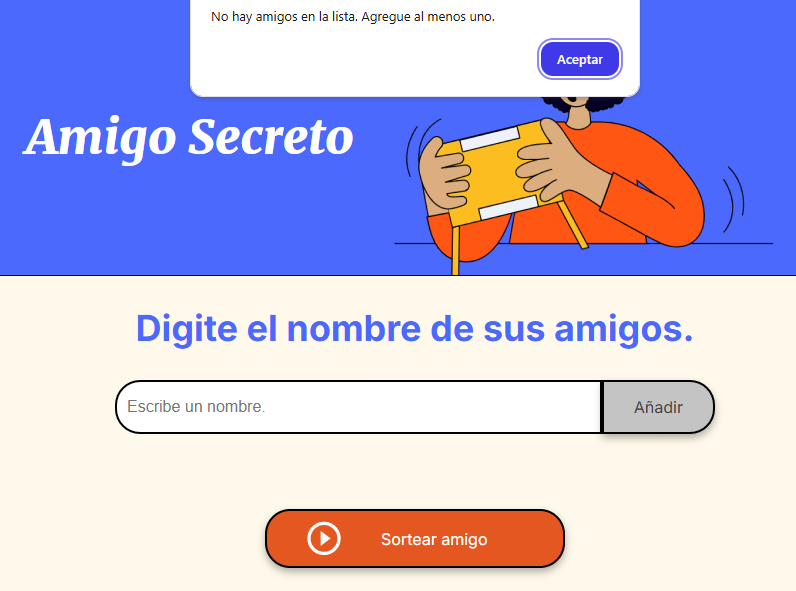 No hay amigos en la lista. Agregue al menos uno.
Aceptar
Amigo Secreto
Digite el nombre de sus amigos.
Escribe un nombre.
Añadir
Sortear amigo